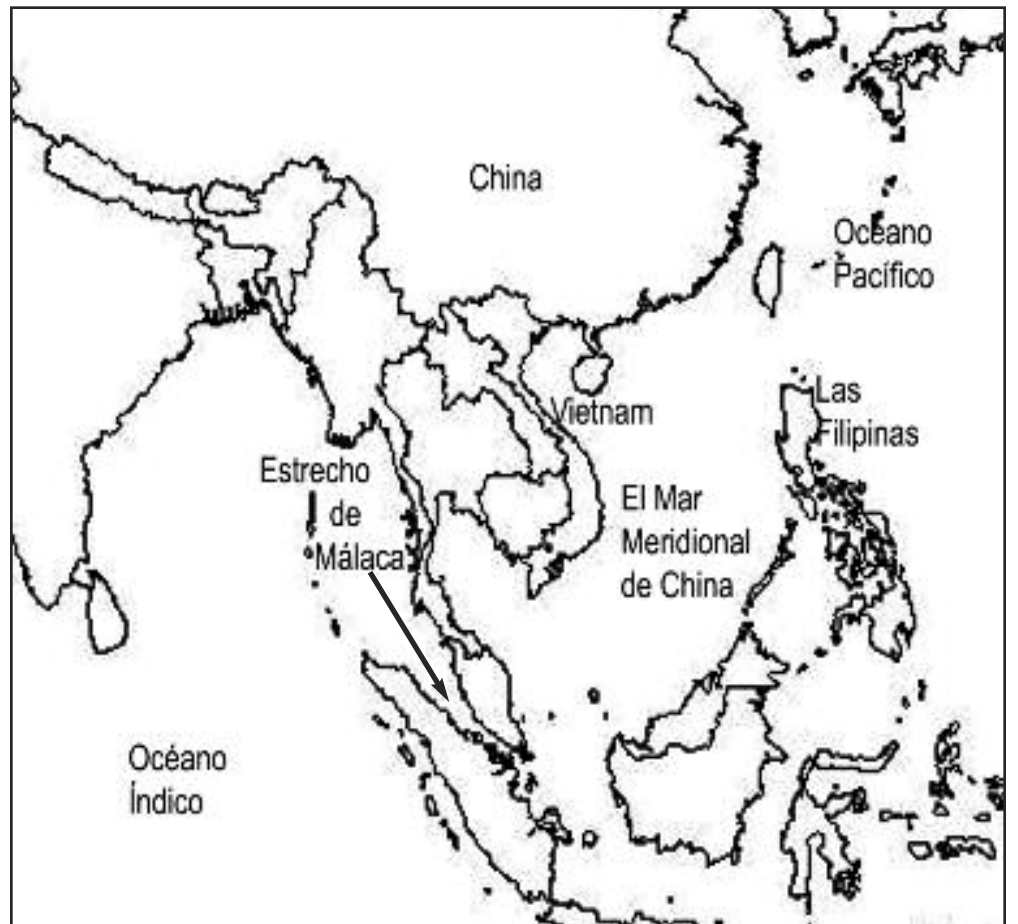 China
Océano
Pacífico
Las
Filipinas
Vietnam
Estrecho
de
Málaca
El Mar
Meridional
de China
Océano
Índico